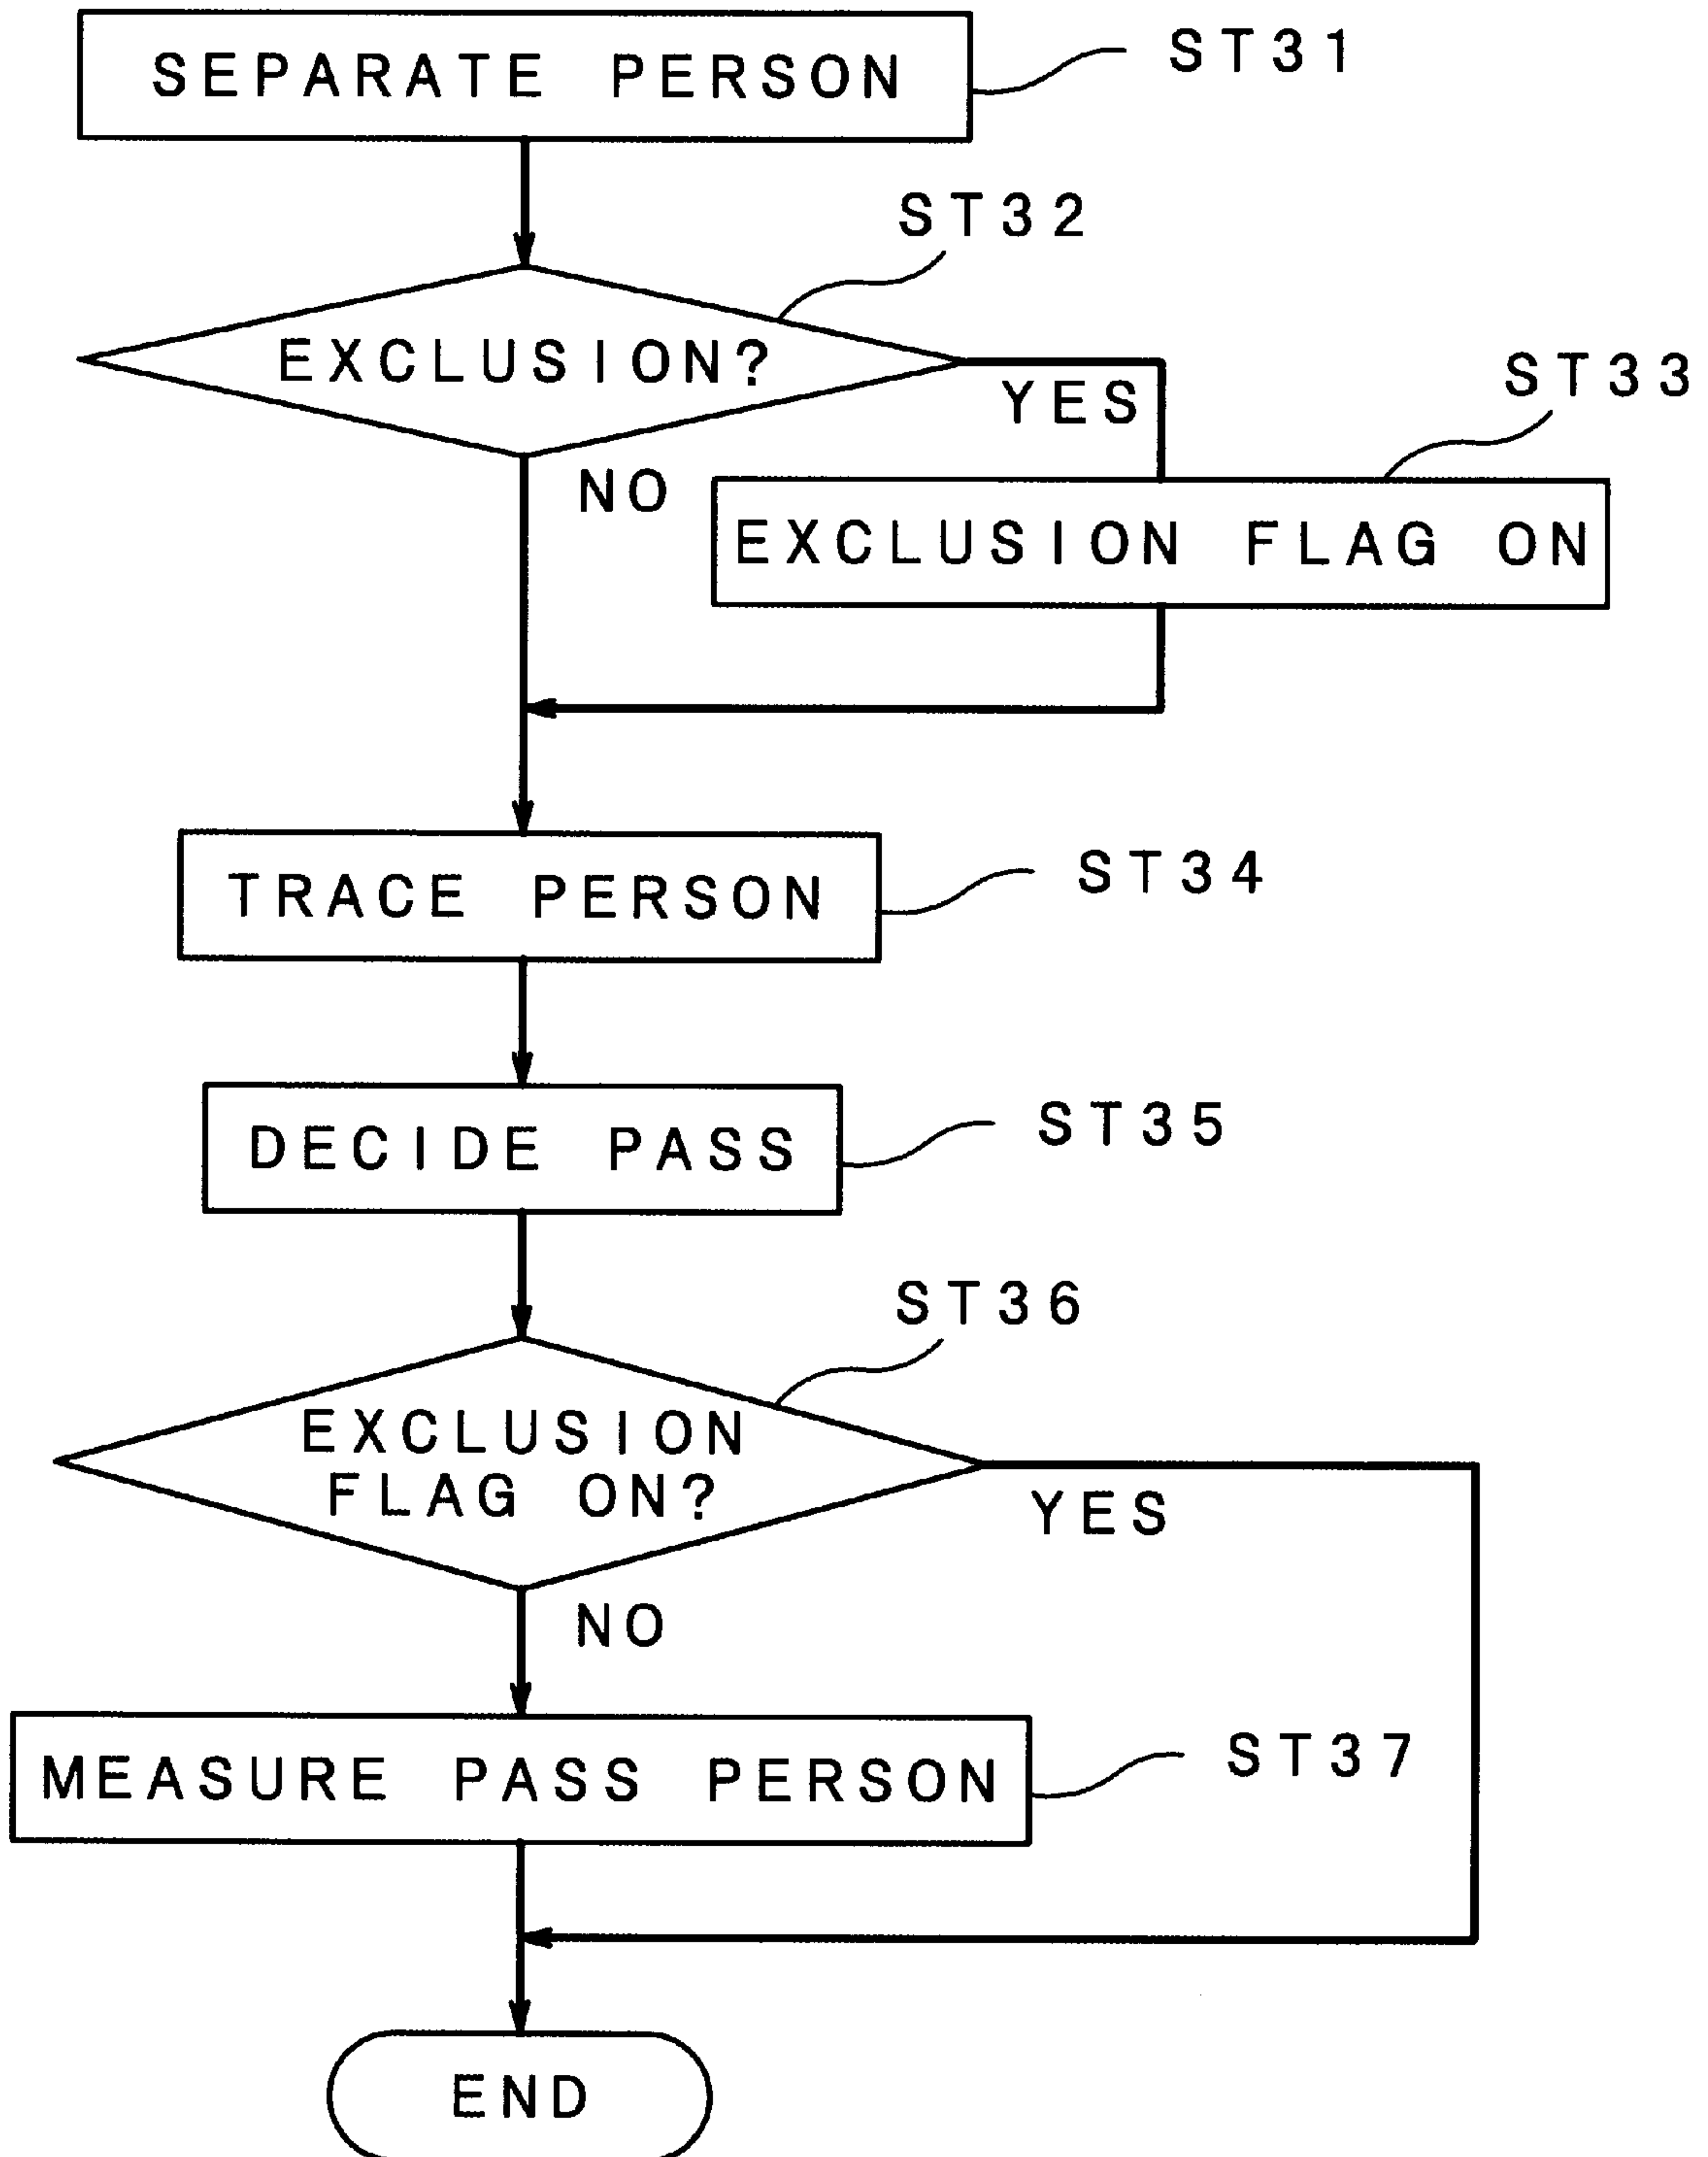 SEPARATE PERSON
ST31
ST32
EXCLUSION?
YES
ST33
NO
EXCLUSION FLAG ON
TRACE PERSON
ST34
DECIDE PASS
ST35
ST36
EXCLUSION
FLAG ON?
YES
NO
MEASURE PASS PERSON
ST37
END